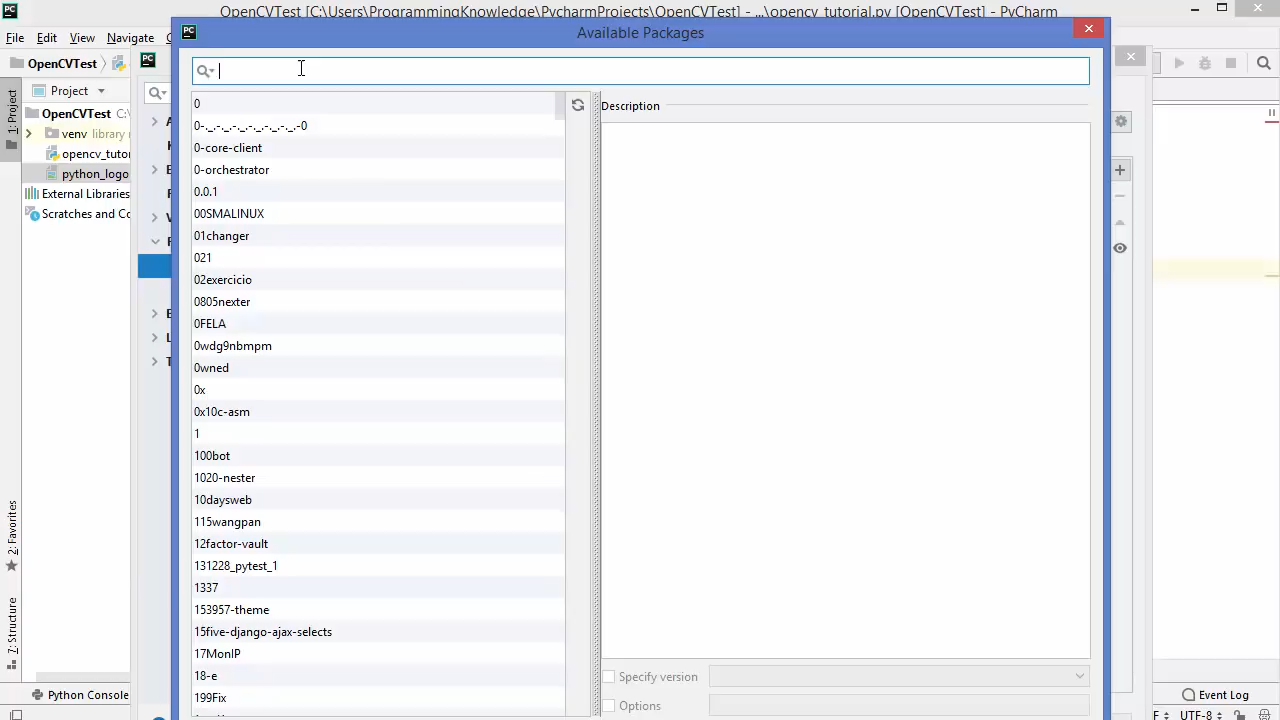 OpenCVTest [C:\Users\ProgrammingKnowledge\PycharmProjects\OpenCVTest] - ...\opencv_tutorial.py [OpenCVTest] - PyCharm
PC
Available Packages
File Edit View Navigate
OpenCVTest
1: Project
Project
OpenCVTest
venv library
opencv_tutor
python_logo
External Libraries
Scratches and Co
2: Favorites
7: Structure
0
0-._.-._.-._.-._.-._.-._.-0
0-core-client
0-orchestrator
0.0.1
00SMALINUX
01changer
021
02exercicio
0805nexter
0FELA
0wdg9nbmpm
0wned
0x
0x10c-asm
1
100bot
1020-nester
10daysweb
115wangpan
12factor-vault
131228_pytest_1
1337
153957-theme
15five-django-ajax-selects
17MonIP
18-e
199Fix
Description
Specify version
Options
Python Console
Event Log
UTF-8